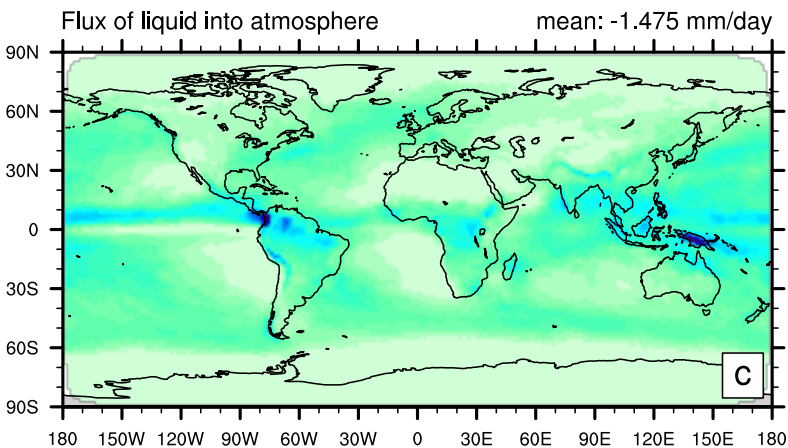 Flux of liquid into atmosphere mean: -1.475 mm/day
90N
60N
30N
0
30S
60S
90S
C
180 150W 120W 90W 60W 30W 0 30E 60E 90E 120E 150E 180